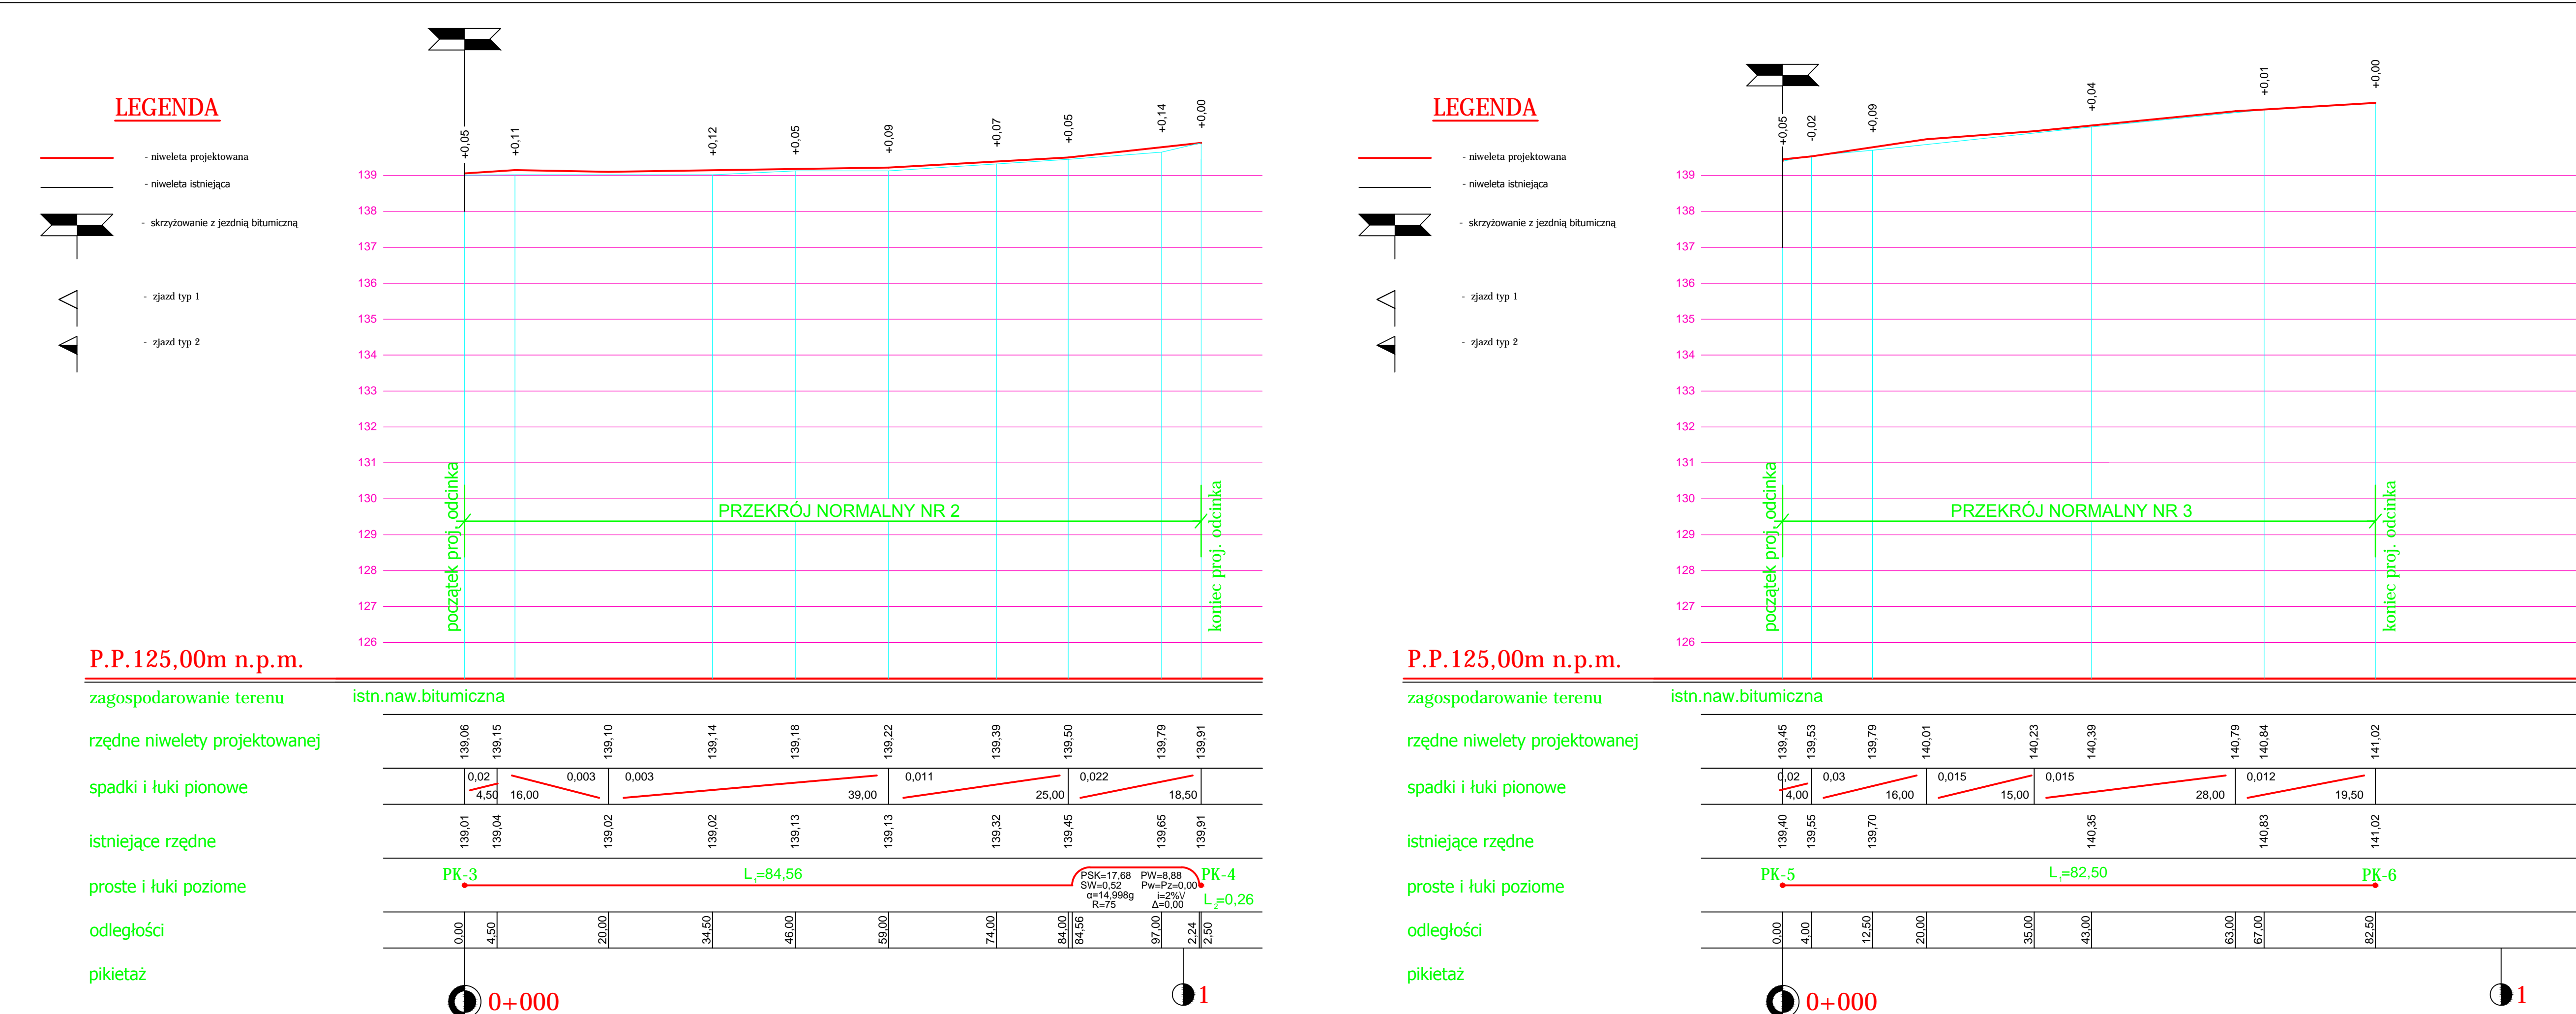 LEGENDA
- niweleta projektowana
- niweleta istniejąca
- skrzyżowanie z jezdnią bitumiczną
- zjazd typ 1
- zjazd typ 2
+0,05 +0,11 +0,12 +0,05 +0,09 +0,07 +0,05 +0,14 +0,00
139
138
137
136
135
134
133
132
131
130
129
128
127
126
początek proj. odcinka
PRZEKRÓJ NORMALNY NR 2
koniec proj. odcinka
P.P.125,00m n.p.m.
zagospodarowanie terenu istn.naw.bitumiczna
rzędne niwelety projektowanej 139,06 139,15 139,10 139,14 139,18 139,22 139,39 139,50 139,79 139,91
spadki i łuki pionowe
0,02 0,003 0,003 0,011 0,022
4,50 16,00 39,00 25,00 18,50
istniejące rzędne 139,01 139,04 139,02 139,02 139,13 139,13 139,32 139,45 139,65 139,91
proste i łuki poziome
PK-3 L1=84,56 PK-4
PSK=17,68 PW=8,88
SW=0,52 Pw=Pz=0,00
α=14,998g i=2%\/
R=75 Δ=0,00
L2=0,26
odległości 0,00 4,50 20,00 34,50 46,00 59,00 74,00 84,00 84,56 97,00 2,24 2,50
pikietaż
0+000 1
LEGENDA
- niweleta projektowana
- niweleta istniejąca
- skrzyżowanie z jezdnią bitumiczną
- zjazd typ 1
- zjazd typ 2
+0,05 -0,02 +0,09 +0,04 +0,01 +0,00
139
138
137
136
135
134
133
132
131
130
129
128
127
126
początek proj. odcinka
PRZEKRÓJ NORMALNY NR 3
koniec proj. odcinka
P.P.125,00m n.p.m.
zagospodarowanie terenu istn.naw.bitumiczna
rzędne niwelety projektowanej 139,45 139,53 139,79 140,01 140,23 140,39 140,79 140,84 141,02
spadki i łuki pionowe
0,02 0,03 0,015 0,015 0,012
4,00 16,00 15,00 28,00 19,50
istniejące rzędne 139,40 139,55 139,70 140,35 140,83 141,02
proste i łuki poziome
PK-5 L1=82,50 PK-6
odległości 0,00 4,00 12,50 20,00 35,00 43,00 63,00 67,00 82,50
pikietaż
0+000 1